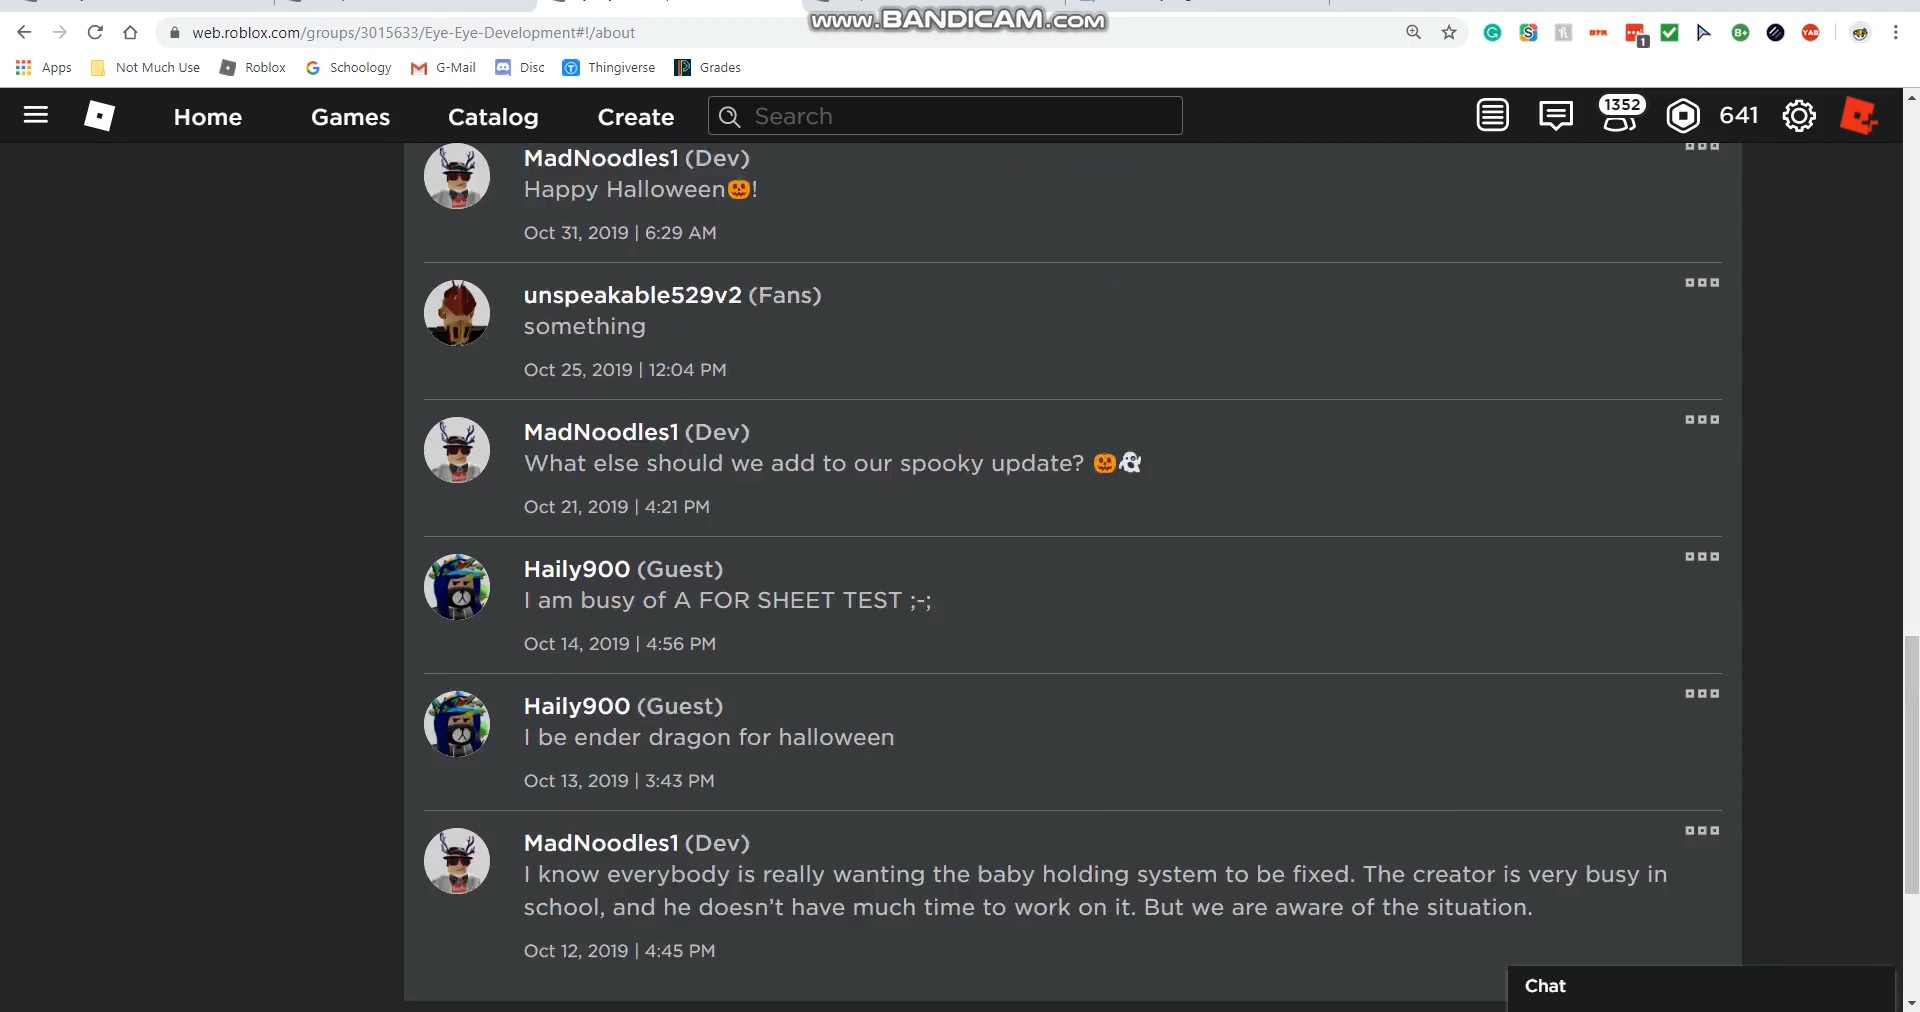 www.BANDICAM.com
web.roblox.com/groups/3015633/Eye-Eye-Development#!/about
1
Apps Not Much Use Roblox Schoology G-Mail Disc Thingiverse Grades
Home Games Catalog Create Search 1352 641
MadNoodles1 (Dev)
Happy Halloween🎃!
Oct 31, 2019 | 6:29 AM
unspeakable529v2 (Fans)
something
Oct 25, 2019 | 12:04 PM
MadNoodles1 (Dev)
What else should we add to our spooky update? 🎃👻
Oct 21, 2019 | 4:21 PM
Haily900 (Guest)
I am busy of A FOR SHEET TEST ;-;
Oct 14, 2019 | 4:56 PM
Haily900 (Guest)
I be ender dragon for halloween
Oct 13, 2019 | 3:43 PM
MadNoodles1 (Dev)
I know everybody is really wanting the baby holding system to be fixed. The creator is very busy in
school, and he doesn’t have much time to work on it. But we are aware of the situation.
Oct 12, 2019 | 4:45 PM
Chat